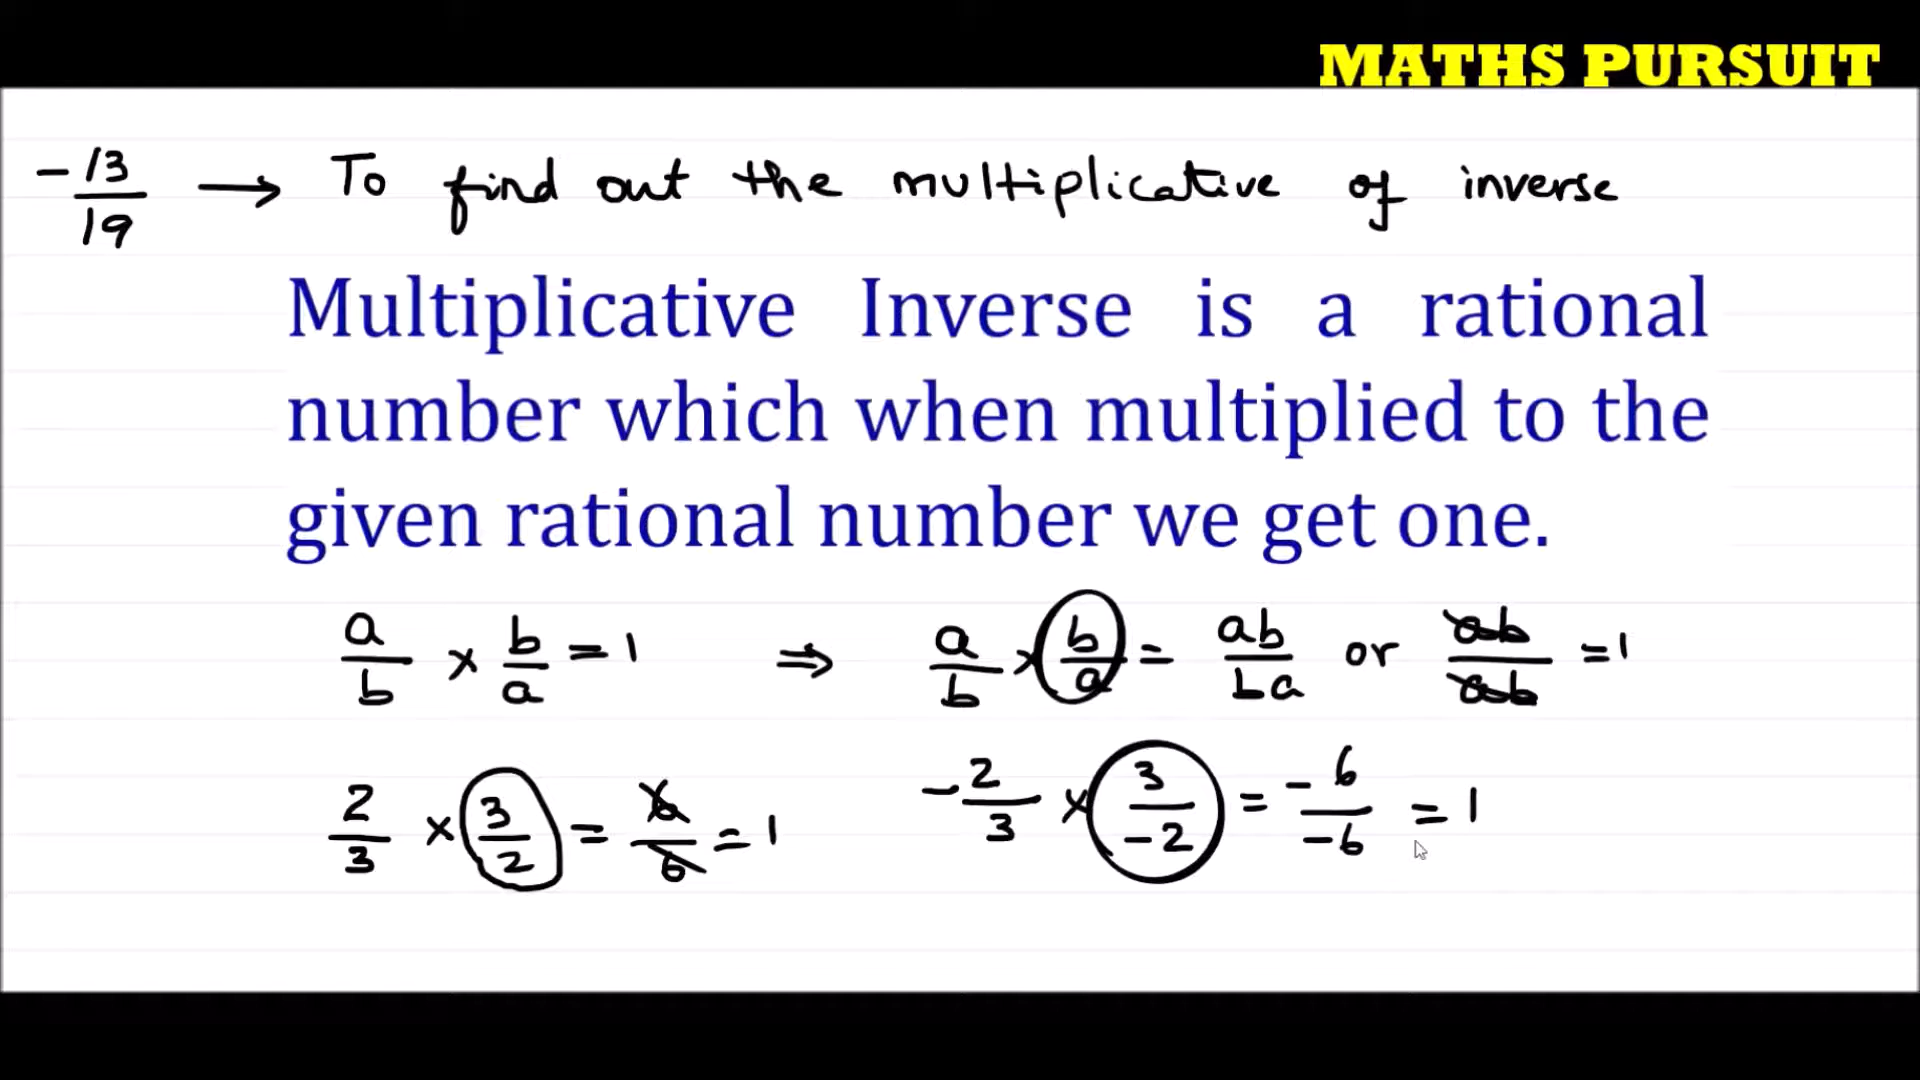 MATHS PURSUIT
-13/19 → To find out the multiplicative of inverse
Multiplicative Inverse is a rational
number which when multiplied to the
given rational number we get one.
a/b × b/a = 1 ⇒ a/b × b/a = ab/ba or ab/ab = 1
2/3 × 3/2 = 6/6 = 1 -2/3 × 3/-2 = -6/-6 = 1